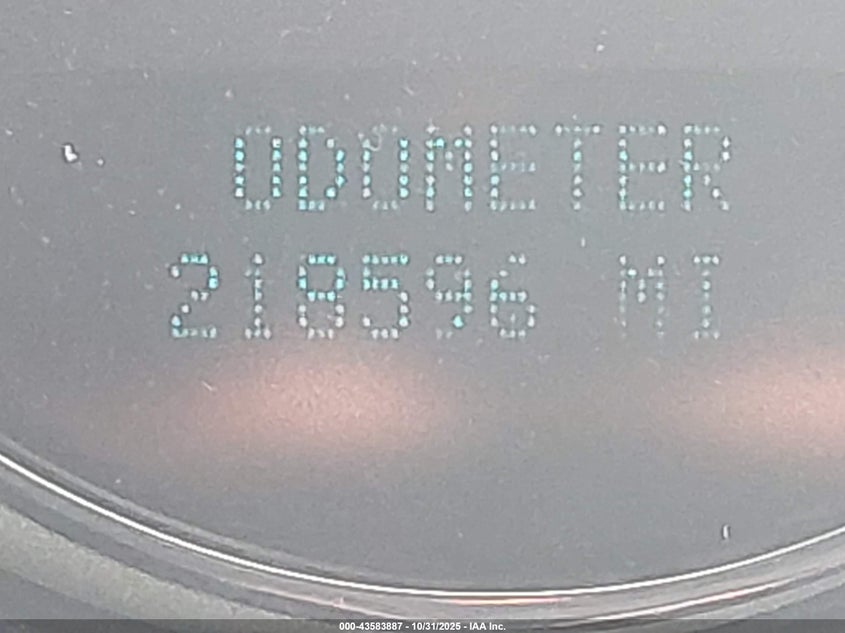 ODOMETER
218596 MI
000-43583887 - 10/31/2025 - IAA Inc.